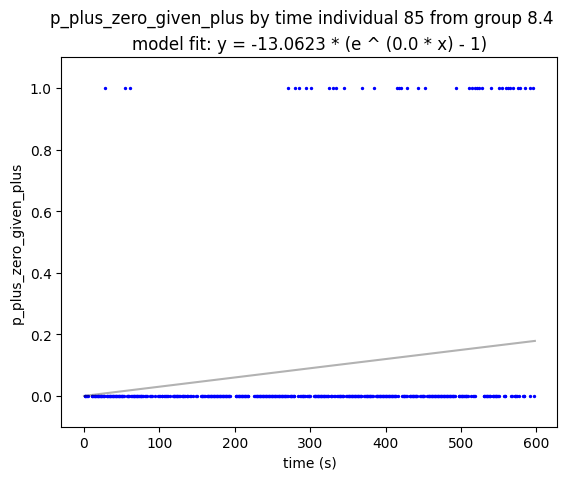 p_plus_zero_given_plus by time individual 85 from group 8.4
model fit: y = -13.0623 * (e ^ (0.0 * x) - 1)
1.0
0.8
0.6
0.4
0.2
0.0
p_plus_zero_given_plus
0 100 200 300 400 500 600
time (s)